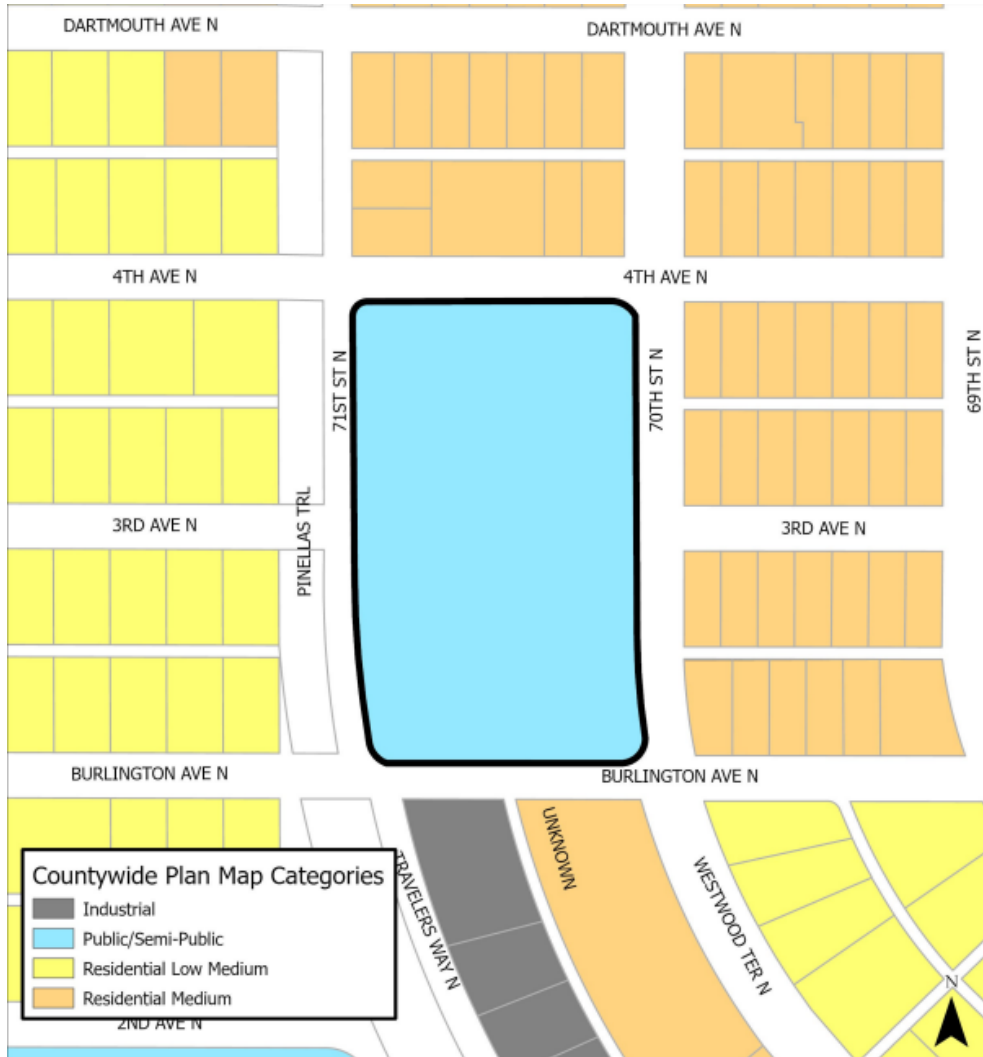 DARTMOUTH AVE N
DARTMOUTH AVE N
4TH AVE N
4TH AVE N
71ST ST N
70TH ST N
69TH ST N
PINELLAS TRL
3RD AVE N
3RD AVE N
BURLINGTON AVE N
BURLINGTON AVE N
UNKNOWN
TRAVELERS WAY N
WESTWOOD TER N
Countywide Plan Map Categories
Industrial
Public/Semi-Public
Residential Low Medium
Residential Medium
2ND AVE N
N